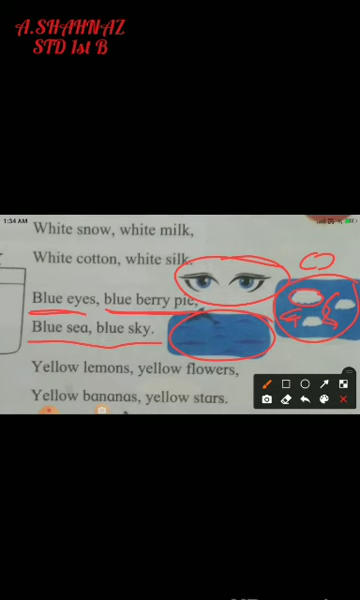 A.SHAHNAZ
STD 1st B
1:34 AM
White snow, white milk,
White cotton, white silk.
Blue eyes, blue berry pie,
Blue sea, blue sky.
Yellow lemons, yellow flowers,
Yellow bananas, yellow stars.